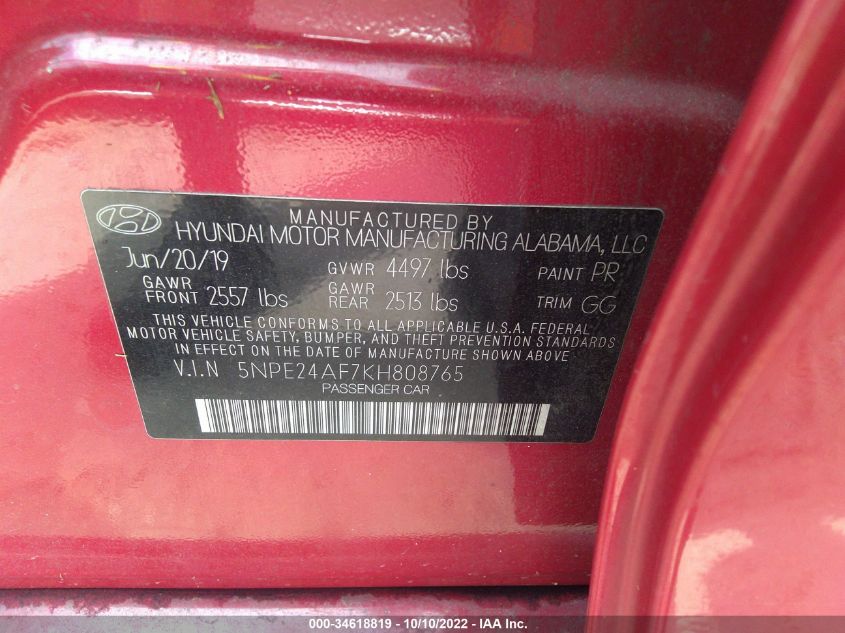 MANUFACTURED BY
HYUNDAI MOTOR MANUFACTURING ALABAMA, LLC
Jun/20/19 GVWR 4497 lbs PAINT PR
GAWR FRONT 2557 lbs GAWR REAR 2513 lbs TRIM GG
THIS VEHICLE CONFORMS TO ALL APPLICABLE U.S.A. FEDERAL
MOTOR VEHICLE SAFETY, BUMPER, AND THEFT PREVENTION STANDARDS
IN EFFECT ON THE DATE OF MANUFACTURE SHOWN ABOVE.
V.I.N 5NPE24AF7KH808765
PASSENGER CAR
000-34618819 - 10/10/2022 - IAA Inc.